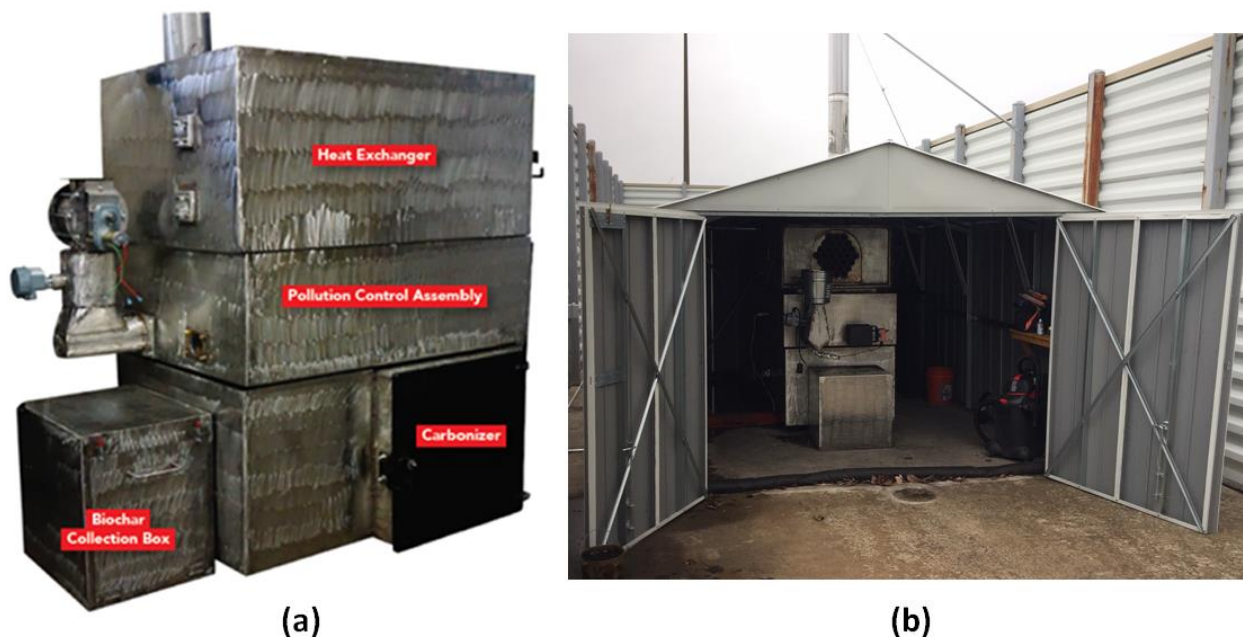 Heat Exchanger
Pollution Control Assembly
Carbonizer
Biochar
Collection Box
(a)
(b)